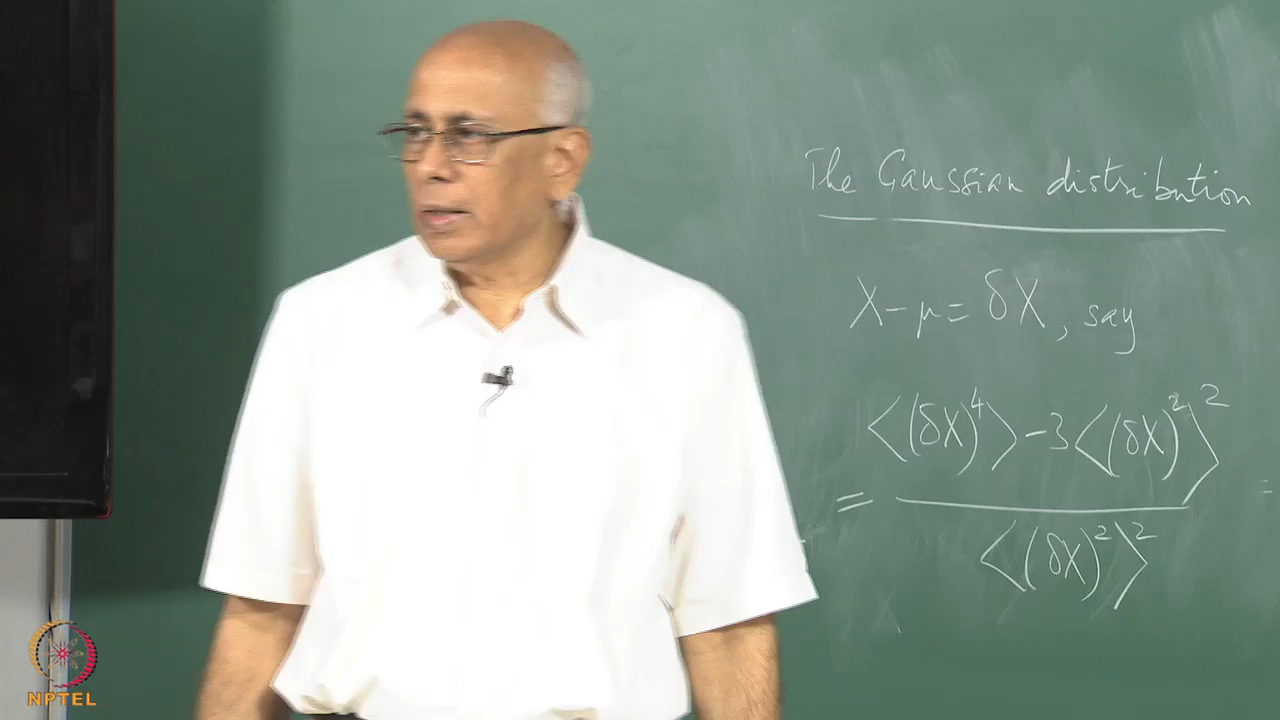 The Gaussian distribution
X - μ = δX, say
= <(δX)^4> - 3<(δX)^2>^2 / <(δX)^2>^2 =
NPTEL